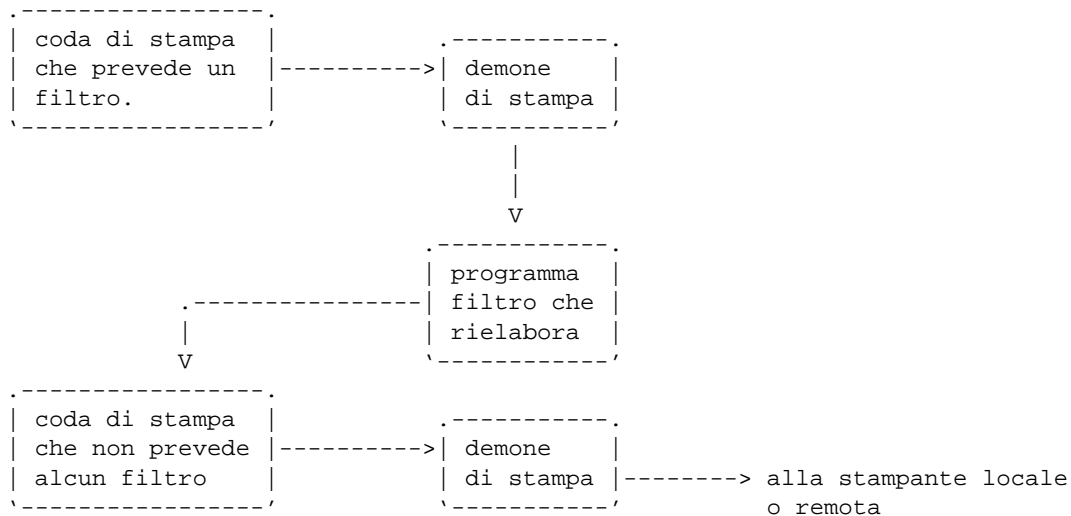 coda di stampa
che prevede un
filtro.
demone
di stampa
V
programma
filtro che
rielabora
V
coda di stampa
che non prevede
alcun filtro
demone
di stampa
alla stampante locale
o remota